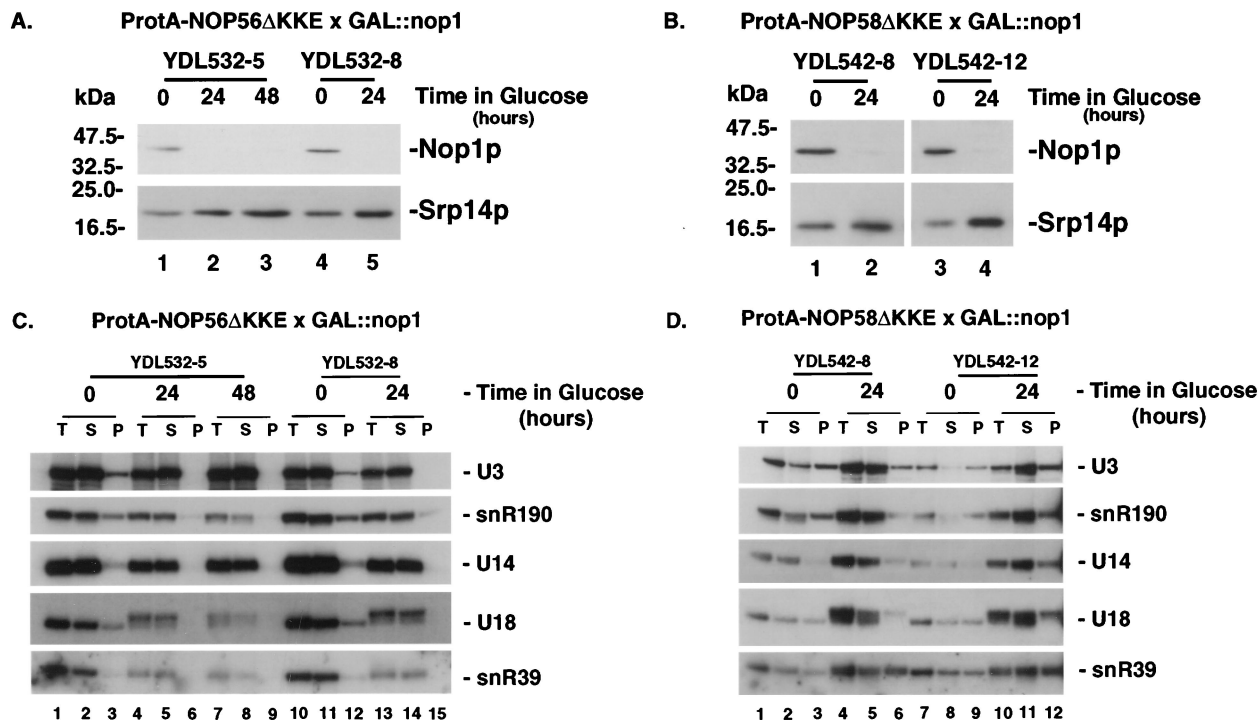 A. ProtA-NOP56ΔKKE x GAL::nop1
YDL532-5 YDL532-8
kDa 0 24 48 0 24 Time in Glucose
(hours)
47.5-
-Nop1p
32.5-
25.0-
-Srp14p
16.5-
1 2 3 4 5
B. ProtA-NOP58ΔKKE x GAL::nop1
YDL542-8 YDL542-12
kDa 0 24 0 24 Time in Glucose
(hours)
47.5-
-Nop1p
32.5-
25.0-
-Srp14p
16.5-
1 2 3 4
C. ProtA-NOP56ΔKKE x GAL::nop1
YDL532-5 YDL532-8
0 24 48 0 24 - Time in Glucose
(hours)
T S P T S P T S P T S P T S P
- U3
- snR190
- U14
- U18
- snR39
1 2 3 4 5 6 7 8 9 10 11 12 13 14 15
D. ProtA-NOP58ΔKKE x GAL::nop1
YDL542-8 YDL542-12
0 24 0 24 - Time in Glucose
(hours)
T S P T S P T S P T S P
- U3
- snR190
- U14
- U18
- snR39
1 2 3 4 5 6 7 8 9 10 11 12